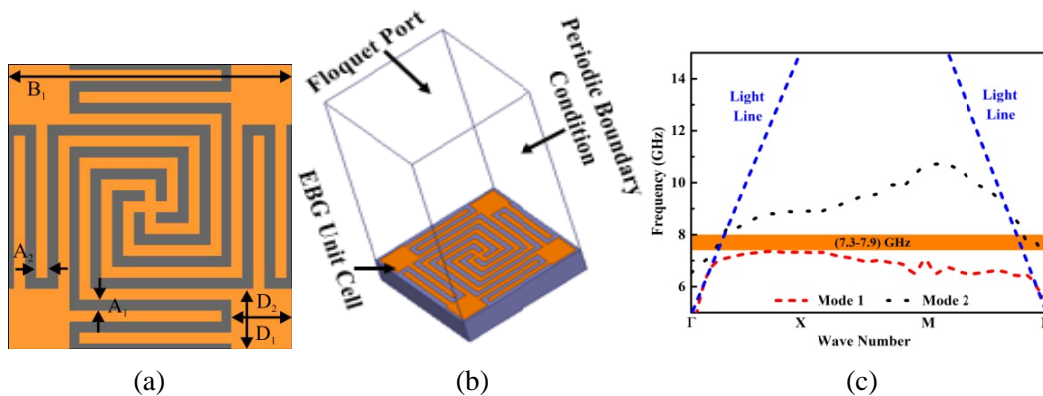 B1
A2
A1
D2
D1
(a)
Floquet Port
Periodic Boundary
Condition
EBG Unit Cell
(b)
Frequency (GHz)
14
12
10
8
6
Light
Line
Light
Line
(7.3-7.9) GHz
Mode 1
Mode 2
Γ
X
M
Wave Number
(c)